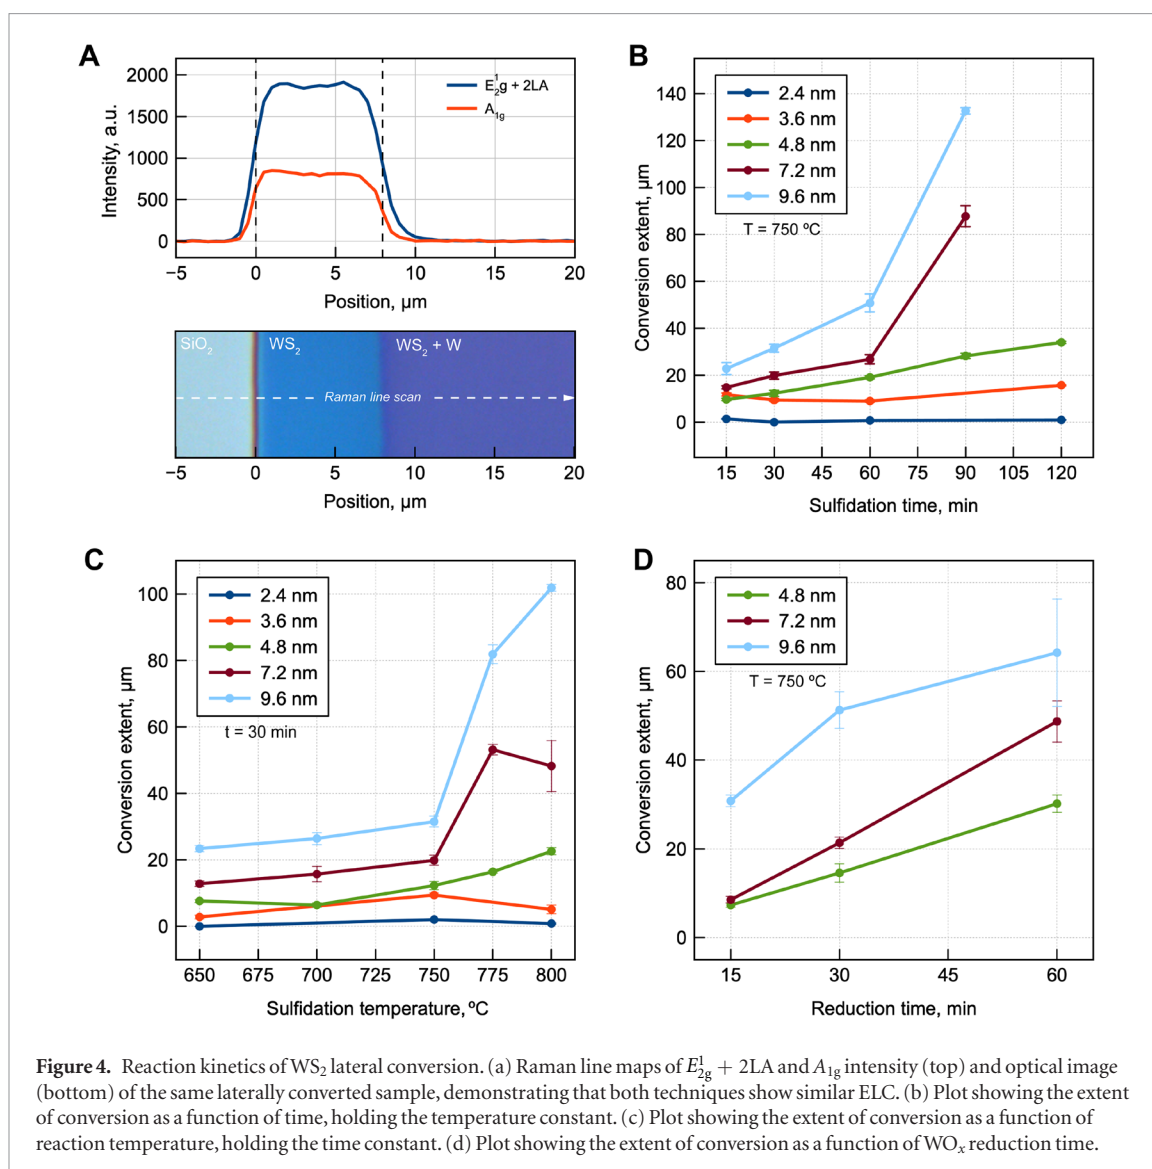 A
2000
1500
1000
500
0
Intensity, a.u.
E¹₂g + 2LA
A₁g
−5 0 5 10 15 20
Position, µm
SiO₂ WS₂ WS₂ + W
Raman line scan
−5 0 5 10 15 20
Position, µm
B
140
120
100
80
60
40
20
0
Conversion extent, µm
2.4 nm
3.6 nm
4.8 nm
7.2 nm
9.6 nm
T = 750 ºC
15 30 45 60 75 90 105 120
Sulfidation time, min
C
100
80
60
40
20
0
Conversion extent, µm
2.4 nm
3.6 nm
4.8 nm
7.2 nm
9.6 nm
t = 30 min
650 675 700 725 750 775 800
Sulfidation temperature, ºC
D
80
60
40
20
0
Conversion extent, µm
4.8 nm
7.2 nm
9.6 nm
T = 750 ºC
15 30 45 60
Reduction time, min
Figure 4. Reaction kinetics of WS₂ lateral conversion. (a) Raman line maps of E¹₂g + 2LA and A₁g intensity (top) and optical image
(bottom) of the same laterally converted sample, demonstrating that both techniques show similar ELC. (b) Plot showing the extent
of conversion as a function of time, holding the temperature constant. (c) Plot showing the extent of conversion as a function of
reaction temperature, holding the time constant. (d) Plot showing the extent of conversion as a function of WOₓ reduction time.